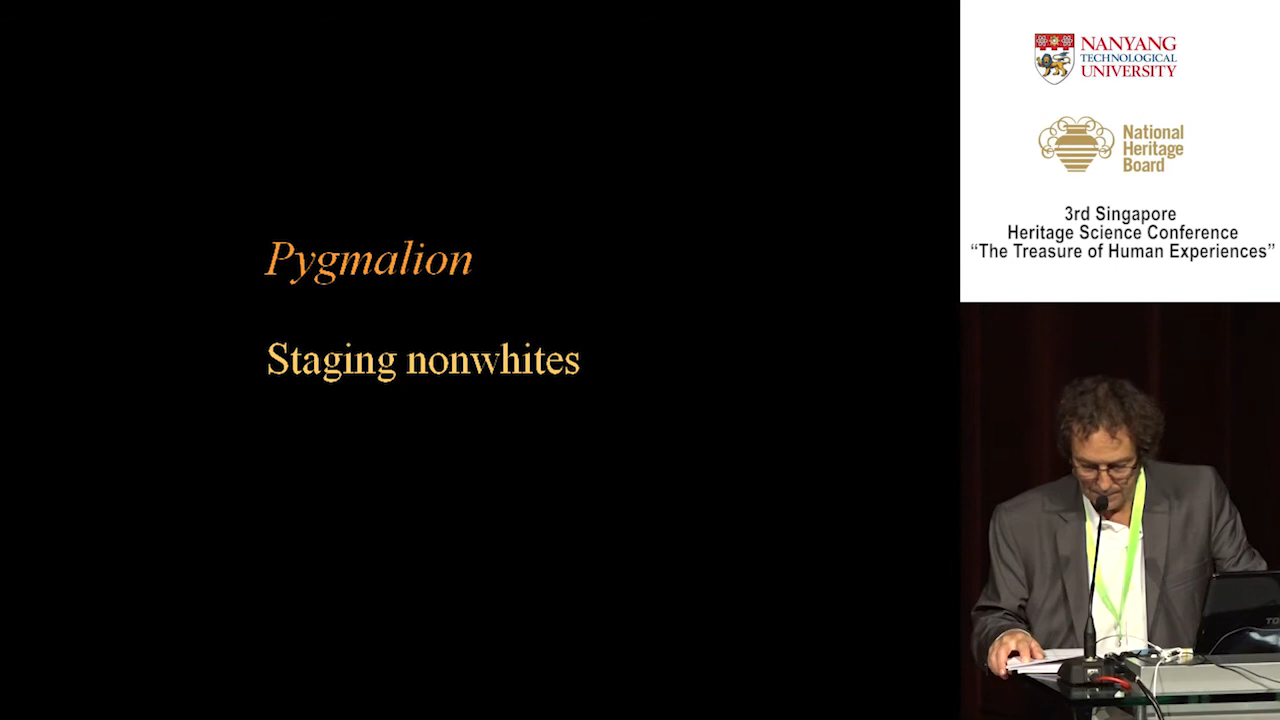 Pygmalion
Staging nonwhites
NANYANG
TECHNOLOGICAL
UNIVERSITY
National
Heritage
Board
3rd Singapore
Heritage Science Conference
“The Treasure of Human Experiences”